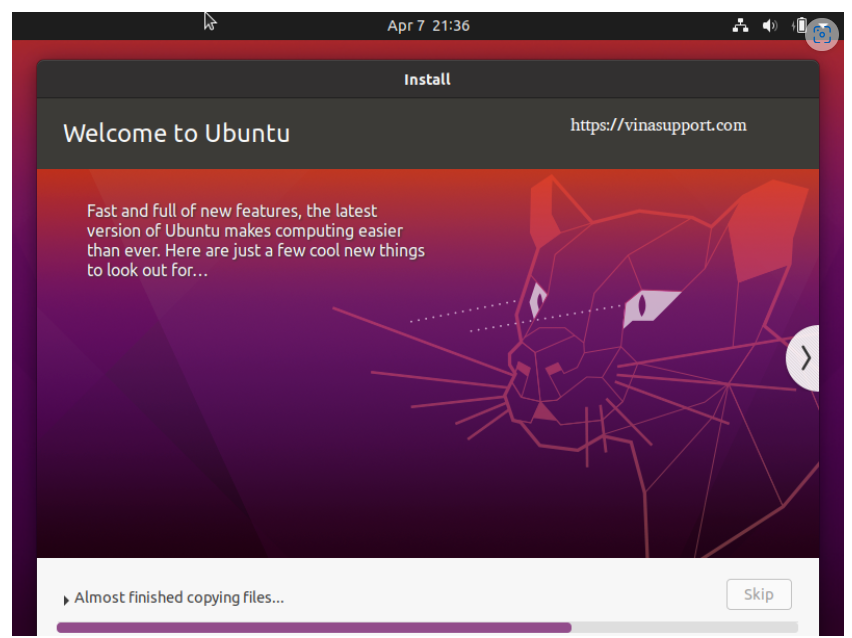 Apr 7 21:36
Install
Welcome to Ubuntu
https://vinasupport.com
Fast and full of new features, the latest
version of Ubuntu makes computing easier
than ever. Here are just a few cool new things
to look out for...
Almost finished copying files...
Skip